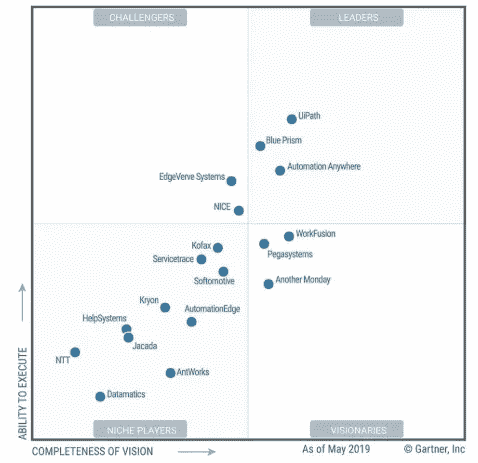 CHALLENGERS
LEADERS
UiPath
Blue Prism
Automation Anywhere
EdgeVerve Systems
NICE
WorkFusion
Pegasystems
Kofax
Servicetrace
Softomotive
Another Monday
Kryon
AutomationEdge
HelpSystems
Jacada
NTT
AntWorks
Datamatics
NICHE PLAYERS
VISIONARIES
ABILITY TO EXECUTE
COMPLETENESS OF VISION
As of May 2019
© Gartner, Inc